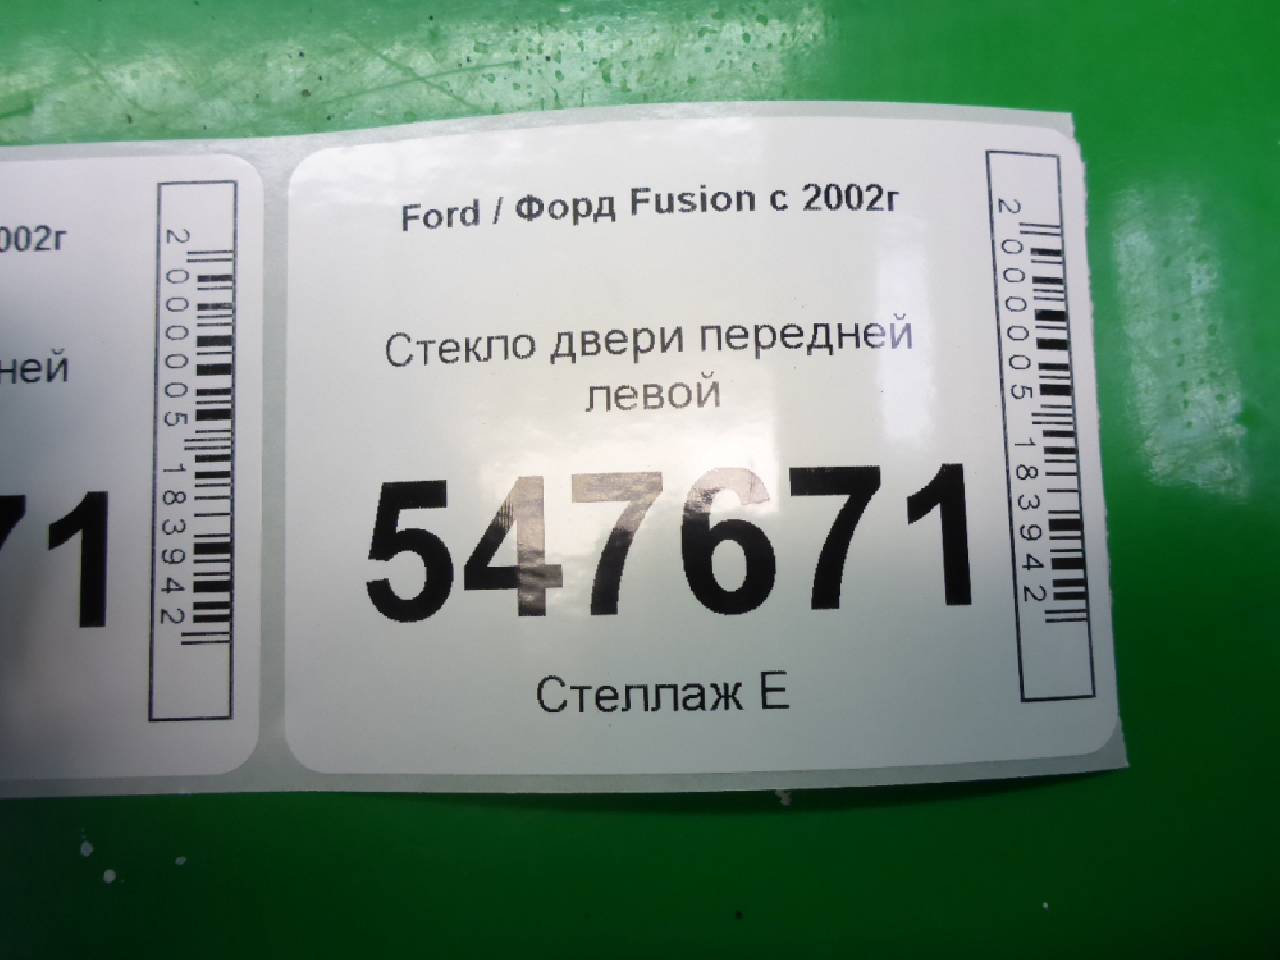 002г
ней
71
2000005183942
Ford / Форд Fusion с 2002г
Стекло двери передней
левой
547671
Стеллаж Е
2000005183942